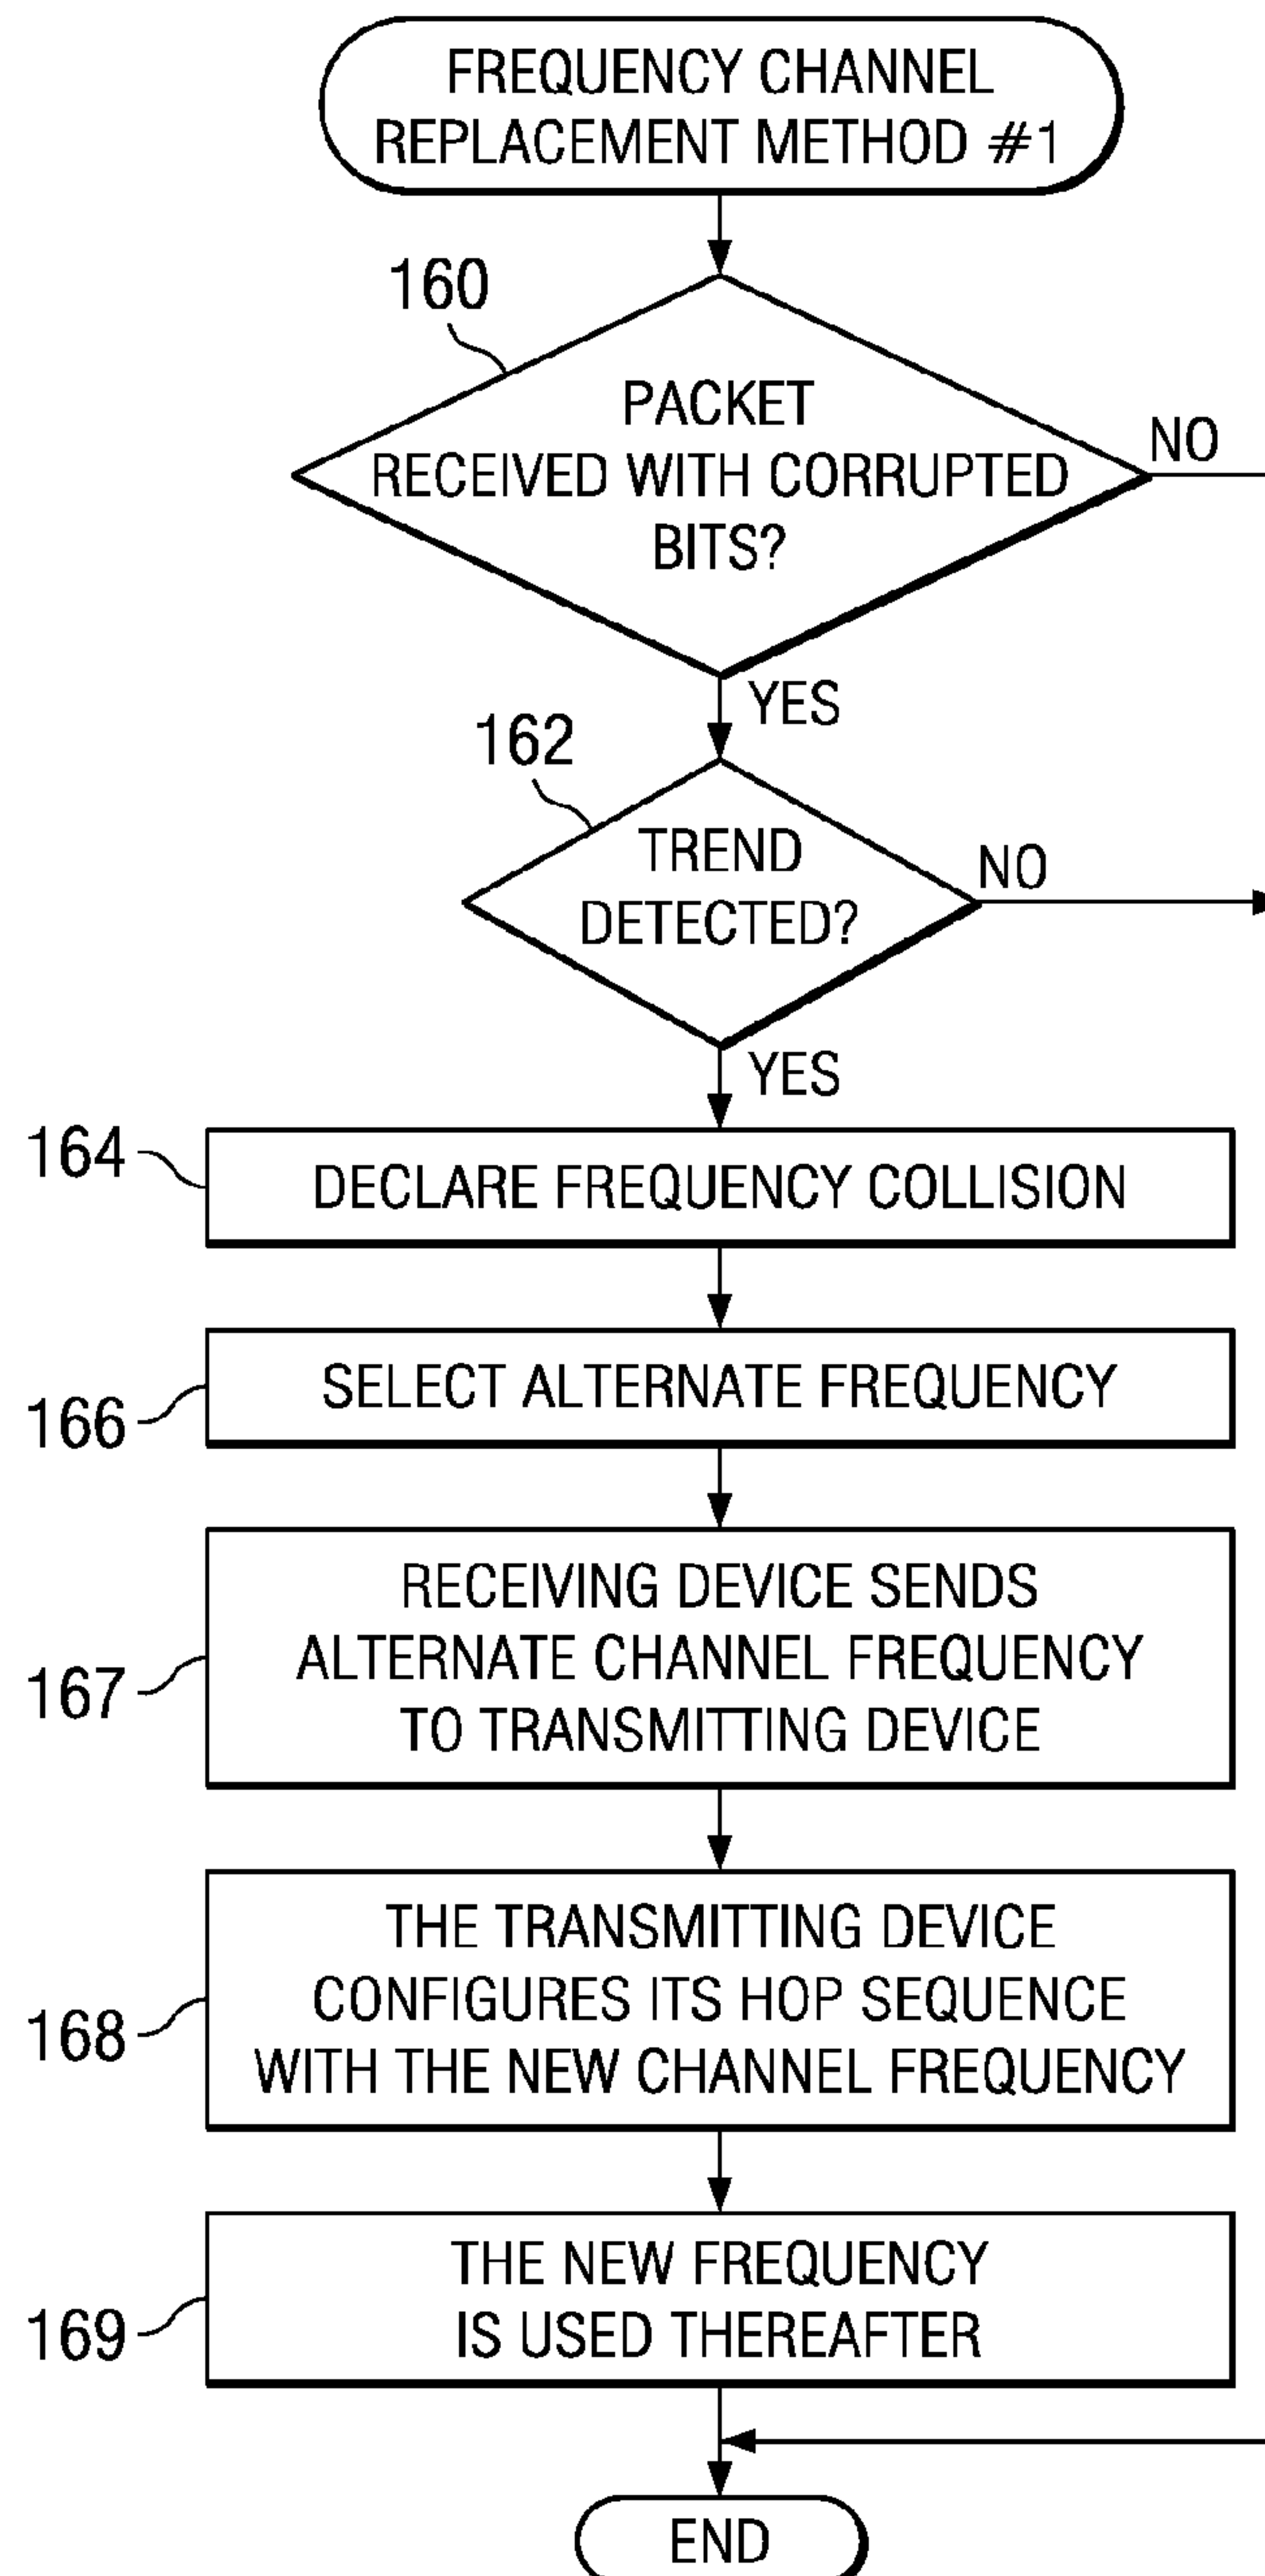 FREQUENCY CHANNEL
REPLACEMENT METHOD #1
160
PACKET
RECEIVED WITH CORRUPTED
BITS?
NO
YES
162
TREND
DETECTED?
NO
YES
164
DECLARE FREQUENCY COLLISION
166
SELECT ALTERNATE FREQUENCY
167
RECEIVING DEVICE SENDS
ALTERNATE CHANNEL FREQUENCY
TO TRANSMITTING DEVICE
168
THE TRANSMITTING DEVICE
CONFIGURES ITS HOP SEQUENCE
WITH THE NEW CHANNEL FREQUENCY
169
THE NEW FREQUENCY
IS USED THEREAFTER
END